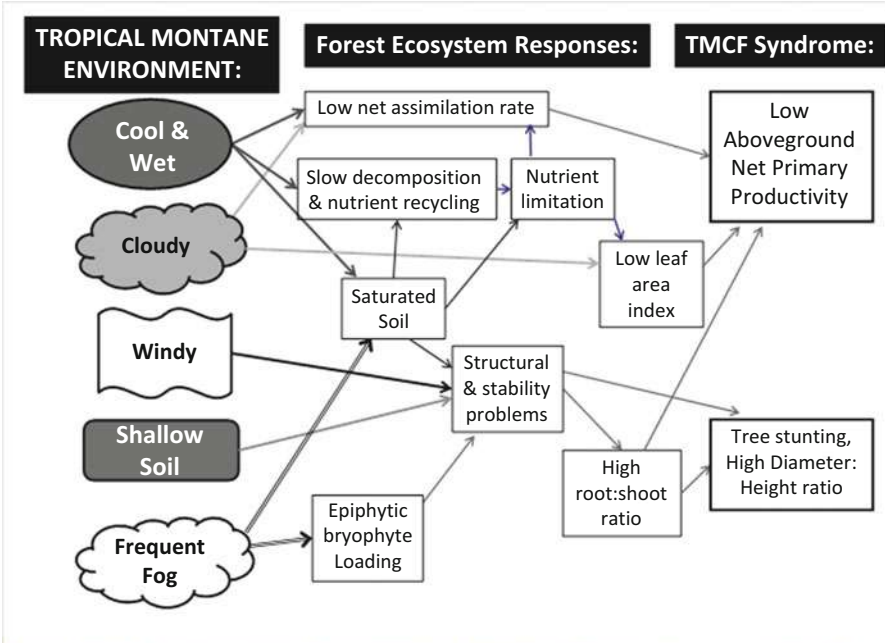 TROPICAL MONTANE
ENVIRONMENT:
Forest Ecosystem Responses:
TMCF Syndrome:
Cool &
Wet
Cloudy
Windy
Shallow
Soil
Frequent
Fog
Low net assimilation rate
Slow decomposition
& nutrient recycling
Nutrient
limitation
Low leaf
area
index
Saturated
Soil
Structural
& stability
problems
High
root:shoot
ratio
Epiphytic
bryophyte
Loading
Low
Aboveground
Net Primary
Productivity
Tree stunting,
High Diameter:
Height ratio